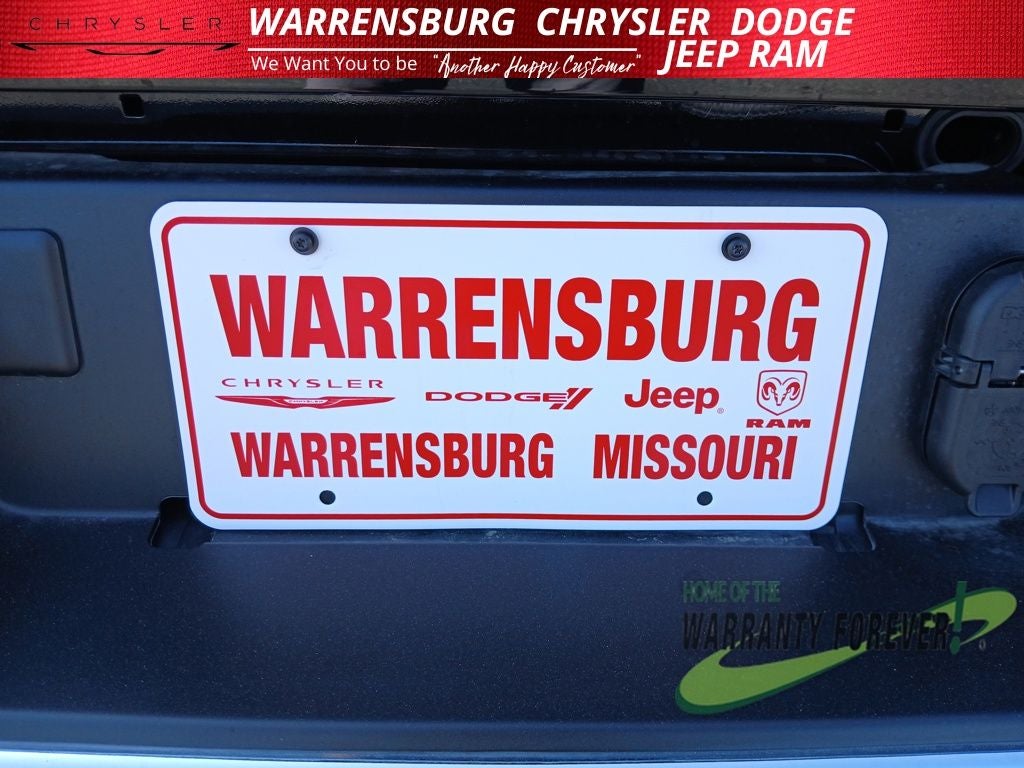 CHRYSLER
WARRENSBURG CHRYSLER DODGE
JEEP RAM
We Want You to be "Another Happy Customer"
WARRENSBURG
CHRYSLER
DODGE
Jeep®
RAM
WARRENSBURG MISSOURI
HOME OF THE
WARRANTY FOREVER!®